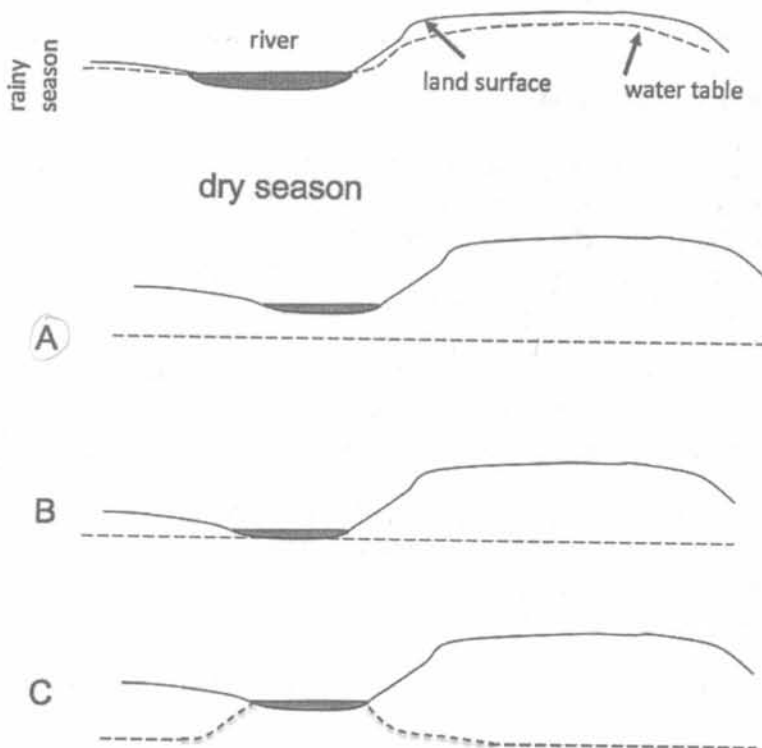 rainy
season
river
land surface
water table
dry season
A
B
C